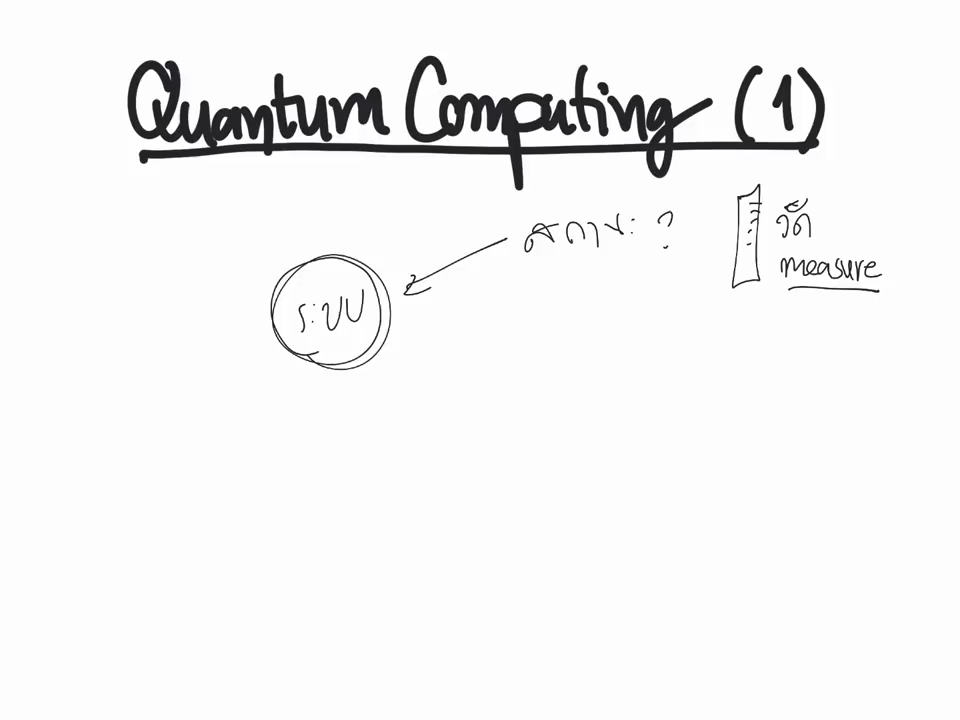 Quantum Computing (1)
สถานะ ?
วัด
measure
ระบบ